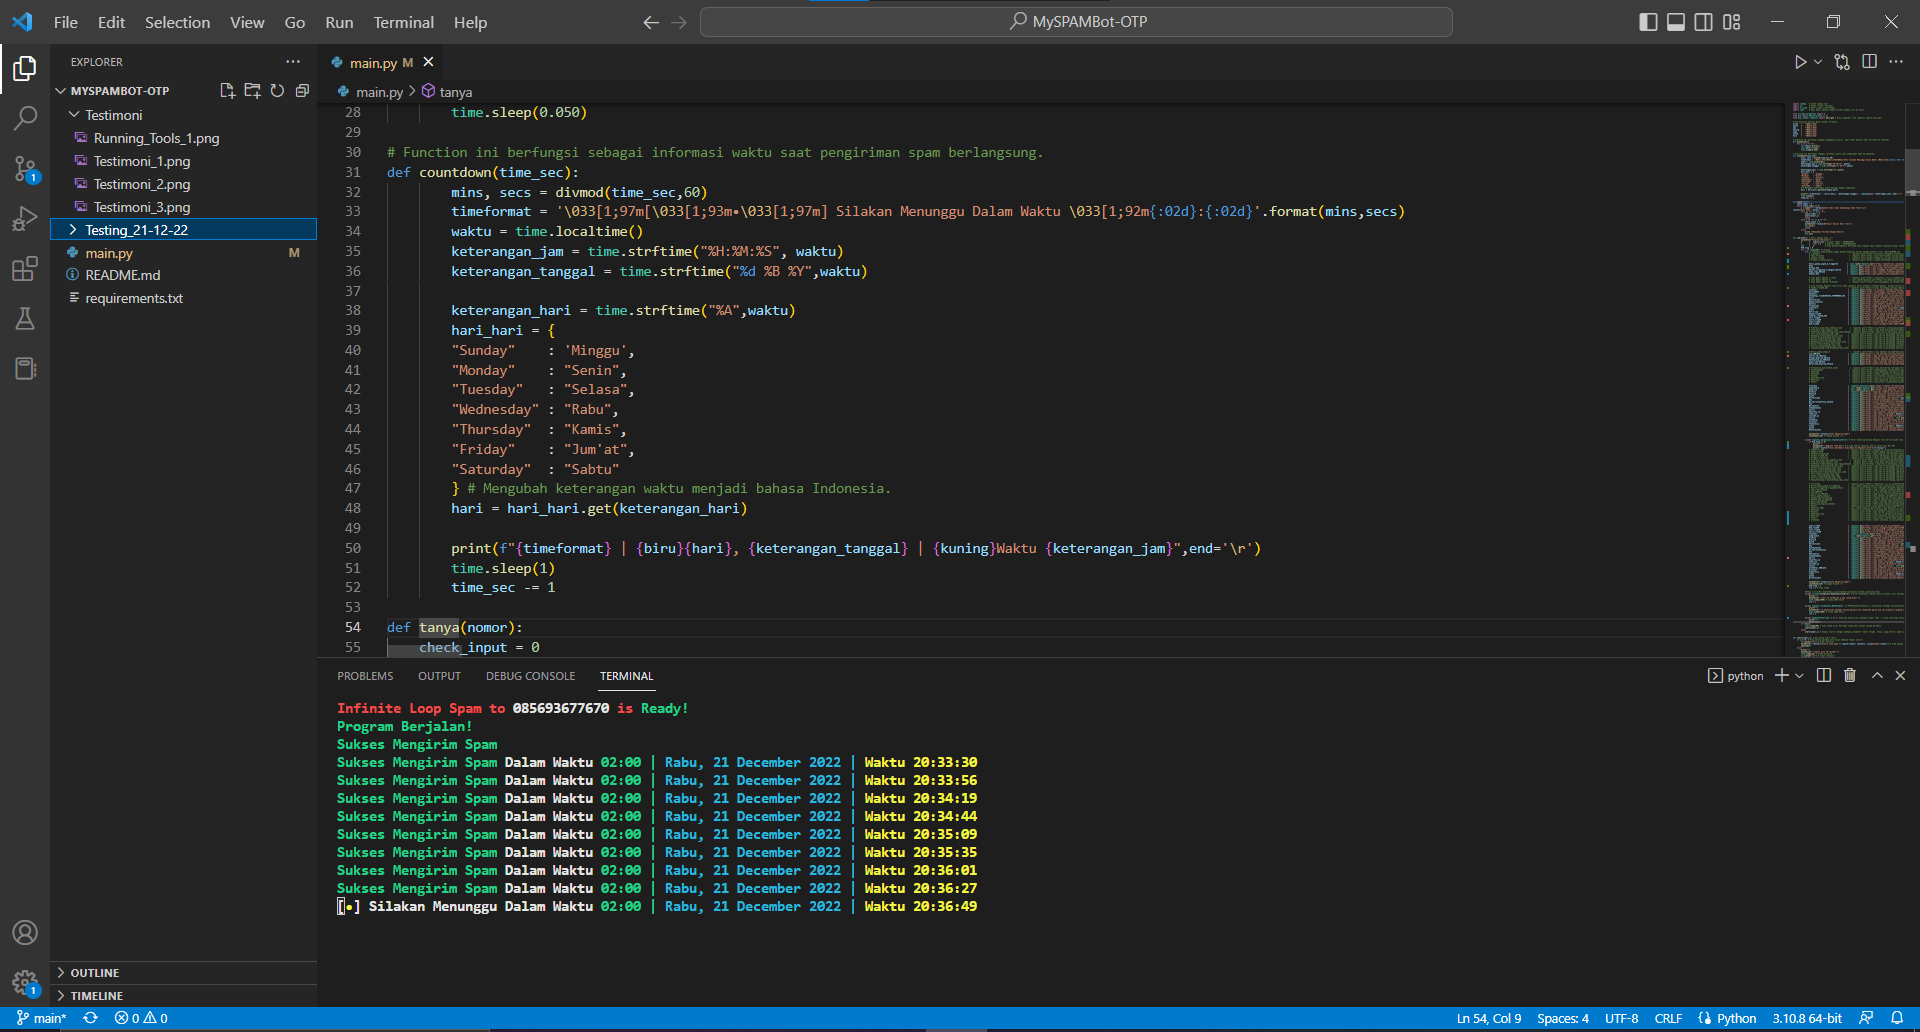 File Edit Selection View Go Run Terminal Help
MySPAMBot-OTP
EXPLORER
MYSPAMBOT-OTP
Testimoni
Running_Tools_1.png
Testimoni_1.png
Testimoni_2.png
Testimoni_3.png
Testing_21-12-22
main.py M
README.md
requirements.txt
OUTLINE
TIMELINE
main.py M
main.py > tanya
28 time.sleep(0.050)
29
30 # Function ini berfungsi sebagai informasi waktu saat pengiriman spam berlangsung.
31 def countdown(time_sec):
32 mins, secs = divmod(time_sec,60)
33 timeformat = '\033[1;97m[\033[1;93m•\033[1;97m] Silakan Menunggu Dalam Waktu \033[1;92m{:02d}:{:02d}'.format(mins,secs)
34 waktu = time.localtime()
35 keterangan_jam = time.strftime("%H:%M:%S", waktu)
36 keterangan_tanggal = time.strftime("%d %B %Y",waktu)
37
38 keterangan_hari = time.strftime("%A",waktu)
39 hari_hari = {
40 "Sunday" : 'Minggu',
41 "Monday" : "Senin",
42 "Tuesday" : "Selasa",
43 "Wednesday" : "Rabu",
44 "Thursday" : "Kamis",
45 "Friday" : "Jum'at",
46 "Saturday" : "Sabtu"
47 } # Mengubah keterangan waktu menjadi bahasa Indonesia.
48 hari = hari_hari.get(keterangan_hari)
49
50 print(f"{timeformat} | {biru}{hari}, {keterangan_tanggal} | {kuning}Waktu {keterangan_jam}",end='\r')
51 time.sleep(1)
52 time_sec -= 1
53
54 def tanya(nomor):
55 check_input = 0
PROBLEMS OUTPUT DEBUG CONSOLE TERMINAL
python
Infinite Loop Spam to 085693677670 is Ready!
Program Berjalan!
Sukses Mengirim Spam
Sukses Mengirim Spam Dalam Waktu 02:00 | Rabu, 21 December 2022 | Waktu 20:33:30
Sukses Mengirim Spam Dalam Waktu 02:00 | Rabu, 21 December 2022 | Waktu 20:33:56
Sukses Mengirim Spam Dalam Waktu 02:00 | Rabu, 21 December 2022 | Waktu 20:34:19
Sukses Mengirim Spam Dalam Waktu 02:00 | Rabu, 21 December 2022 | Waktu 20:34:44
Sukses Mengirim Spam Dalam Waktu 02:00 | Rabu, 21 December 2022 | Waktu 20:35:09
Sukses Mengirim Spam Dalam Waktu 02:00 | Rabu, 21 December 2022 | Waktu 20:35:35
Sukses Mengirim Spam Dalam Waktu 02:00 | Rabu, 21 December 2022 | Waktu 20:36:01
Sukses Mengirim Spam Dalam Waktu 02:00 | Rabu, 21 December 2022 | Waktu 20:36:27
[•] Silakan Menunggu Dalam Waktu 02:00 | Rabu, 21 December 2022 | Waktu 20:36:49
main* 0 0
Ln 54, Col 9 Spaces: 4 UTF-8 CRLF Python 3.10.8 64-bit